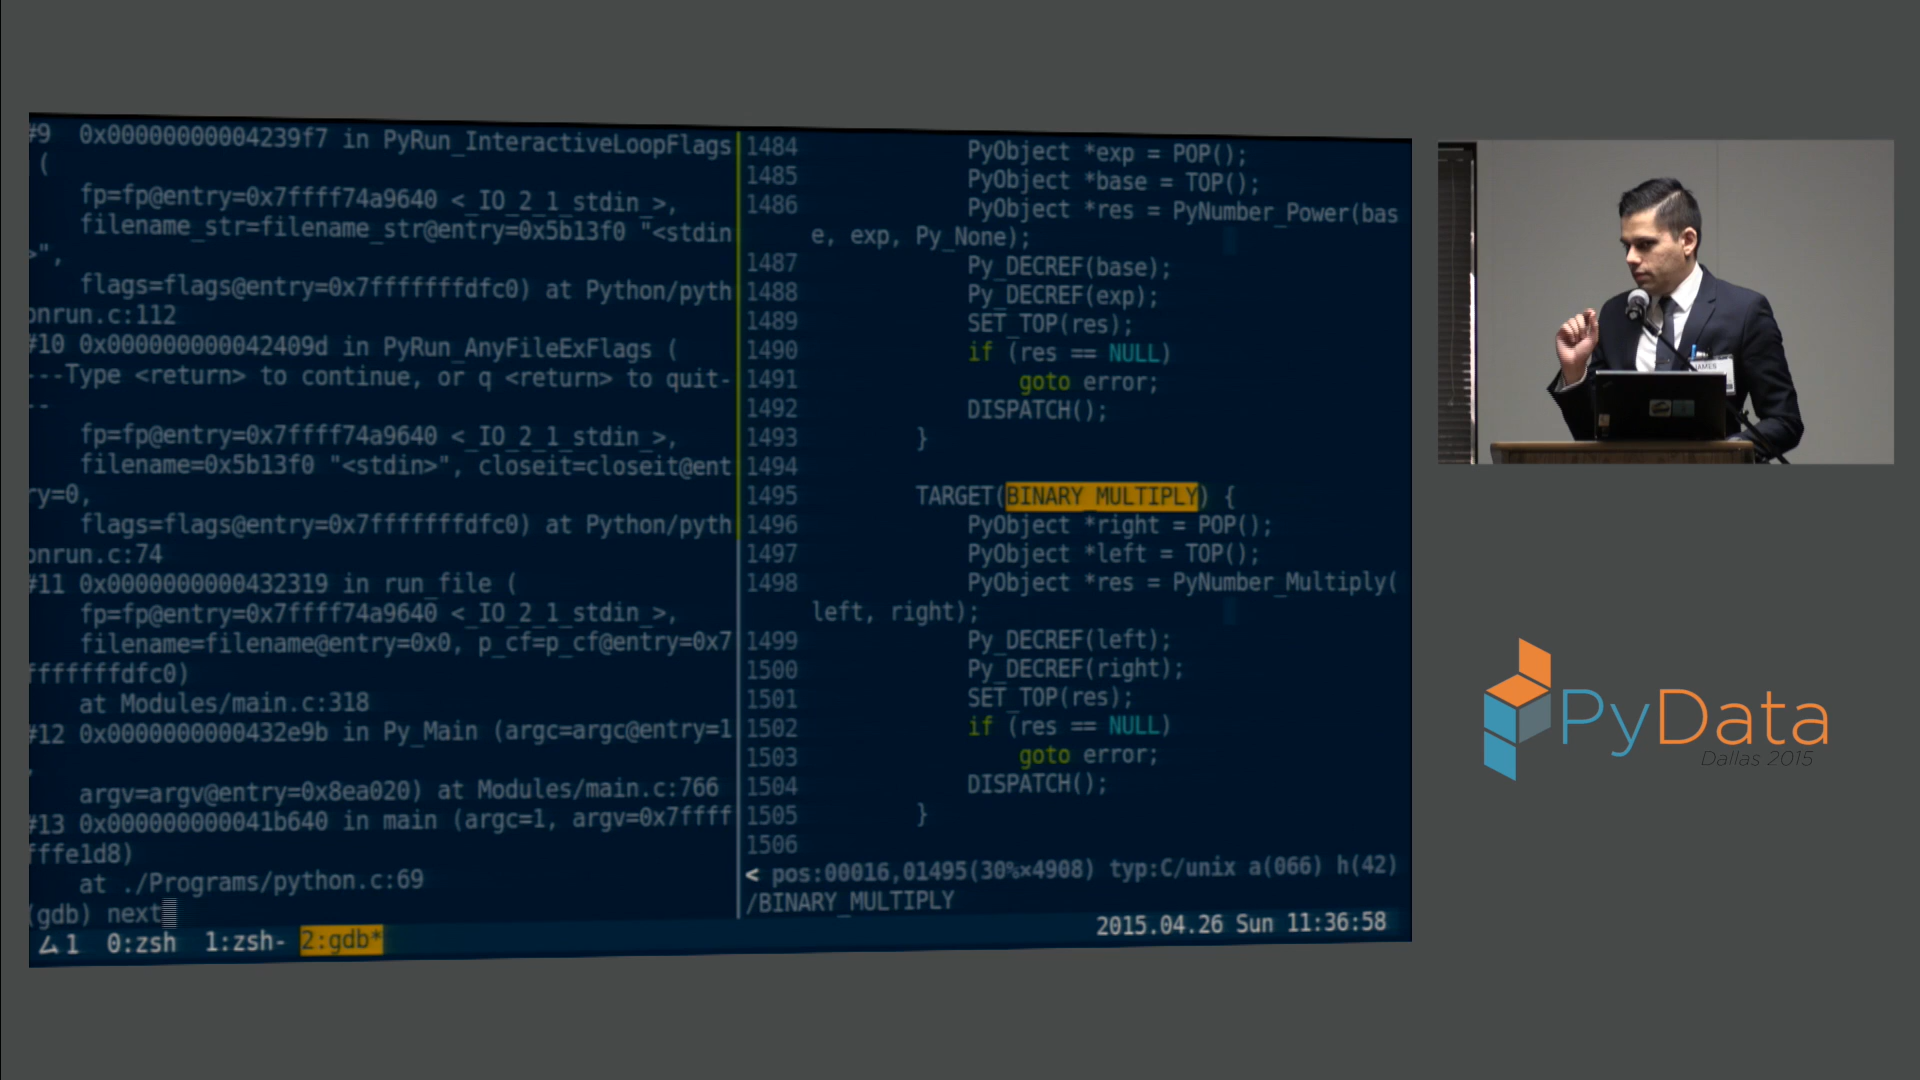 #9  0x00000000004239f7 in PyRun_InteractiveLoopFlags
 (
    fp=fp@entry=0x7ffff74a9640 <_IO_2_1_stdin_>,
    filename_str=filename_str@entry=0x5b13f0 "<stdin
>",
    flags=flags@entry=0x7fffffffdfc0) at Python/pyth
onrun.c:112
#10 0x000000000042409d in PyRun_AnyFileExFlags (
---Type <return> to continue, or q <return> to quit-
--
    fp=fp@entry=0x7ffff74a9640 <_IO_2_1_stdin_>,
    filename=0x5b13f0 "<stdin>", closeit=closeit@ent
ry=0,
    flags=flags@entry=0x7fffffffdfc0) at Python/pyth
onrun.c:74
#11 0x0000000000432319 in run_file (
    fp=fp@entry=0x7ffff74a9640 <_IO_2_1_stdin_>,
    filename=filename@entry=0x0, p_cf=p_cf@entry=0x7
fffffffdfc0)
    at Modules/main.c:318
#12 0x0000000000432e9b in Py_Main (argc=argc@entry=1
,
    argv=argv@entry=0x8ea020) at Modules/main.c:766
#13 0x000000000041b640 in main (argc=1, argv=0x7ffff
fffe1d8)
    at ./Programs/python.c:69
(gdb) next
1484 PyObject *exp = POP();
1485 PyObject *base = TOP();
1486 PyObject *res = PyNumber_Power(bas
e, exp, Py_None);
1487 Py_DECREF(base);
1488 Py_DECREF(exp);
1489 SET_TOP(res);
1490 if (res == NULL)
1491 goto error;
1492 DISPATCH();
1493 }
1494
1495 TARGET(BINARY_MULTIPLY) {
1496 PyObject *right = POP();
1497 PyObject *left = TOP();
1498 PyObject *res = PyNumber_Multiply(
left, right);
1499 Py_DECREF(left);
1500 Py_DECREF(right);
1501 SET_TOP(res);
1502 if (res == NULL)
1503 goto error;
1504 DISPATCH();
1505 }
1506
< pos:00016,01495(30%×4908) typ:C/unix a(066) h(42)
/BINARY_MULTIPLY
1 0:zsh 1:zsh- 2:gdb*
2015.04.26 Sun 11:36:58
JAMES
PyData
Dallas 2015